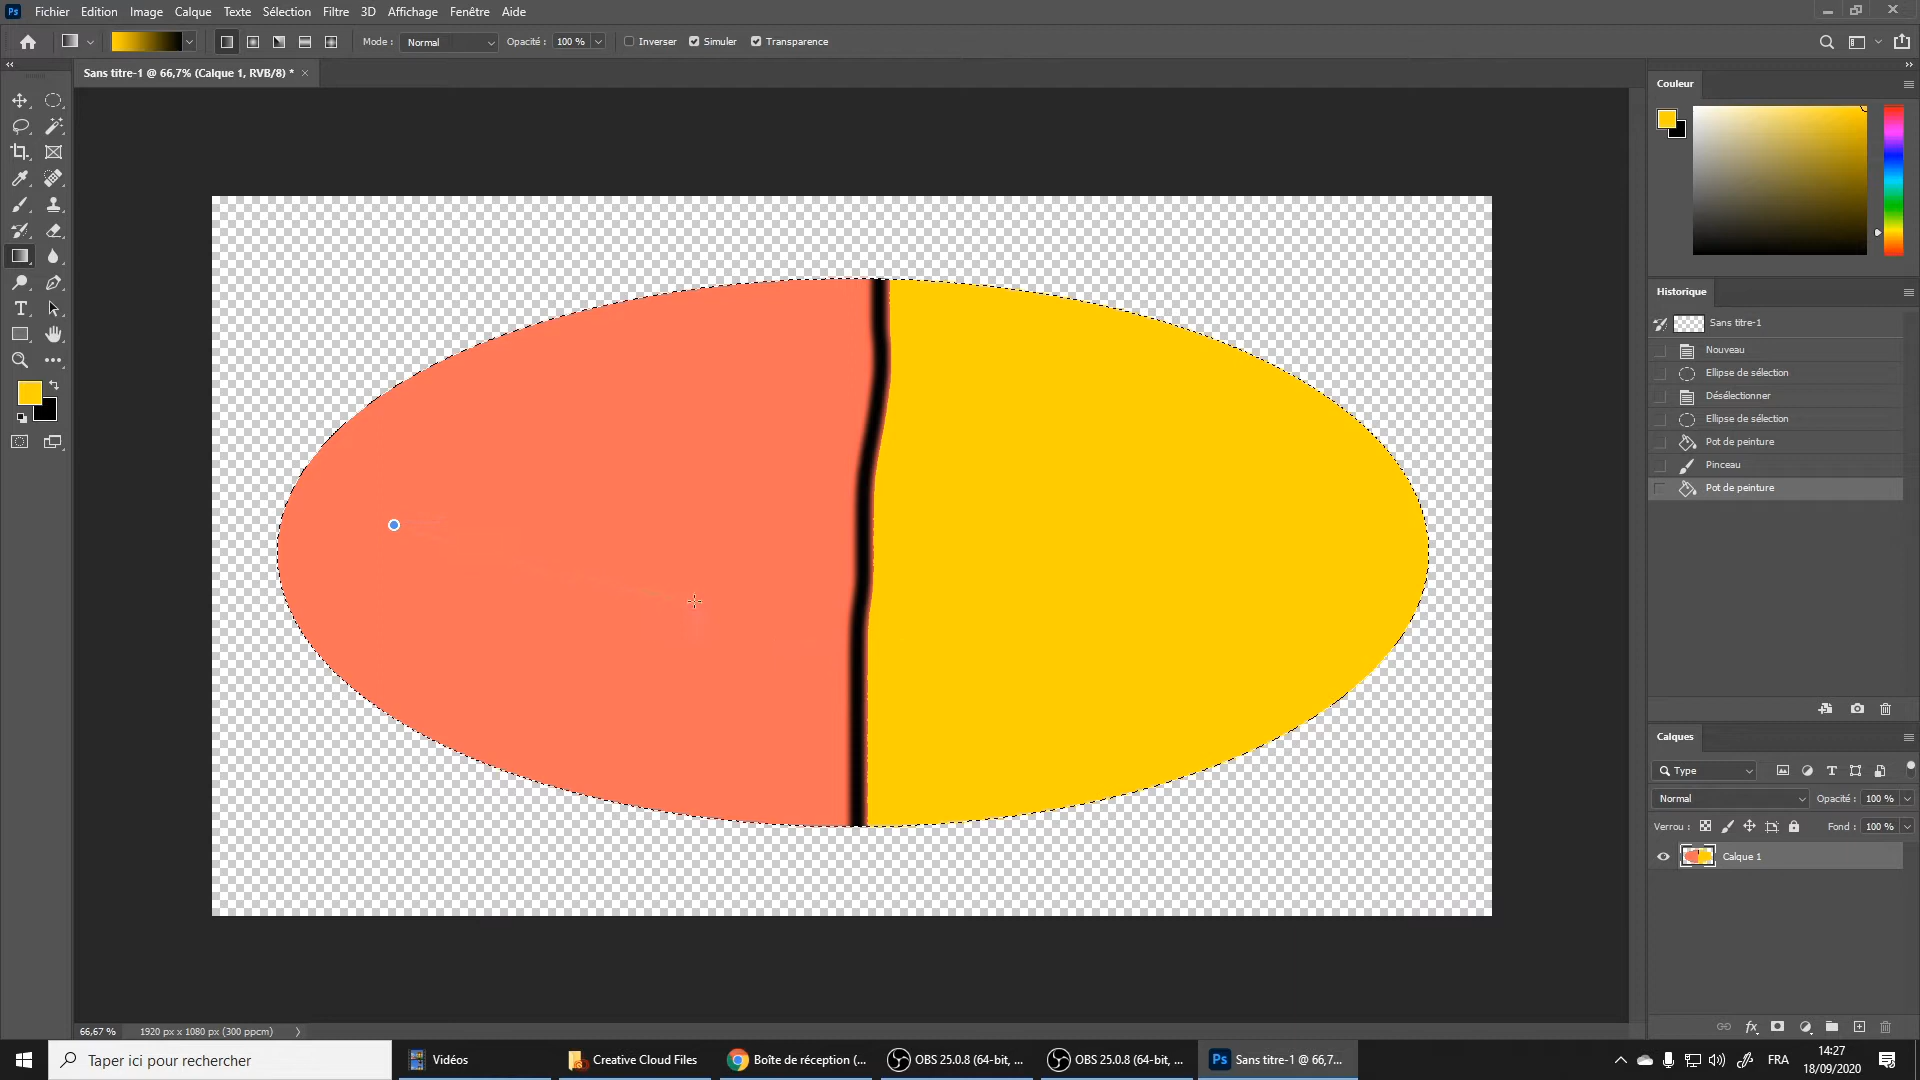 Ps Fichier Edition Image Calque Texte Sélection Filtre 3D Affichage Fenêtre Aide
Mode : Normal Opacité : 100 % Inverser Simuler Transparence
Sans titre-1 @ 66,7% (Calque 1, RVB/8) * ×
Couleur
Historique
Sans titre-1
Nouveau
Ellipse de sélection
Désélectionner
Ellipse de sélection
Pot de peinture
Pinceau
Pot de peinture
Calques
Type
Normal Opacité : 100 %
Verrou : Fond : 100 %
Calque 1
66,67 % 1920 px x 1080 px (300 ppcm)
Taper ici pour rechercher
Vidéos
Creative Cloud Files
Boîte de réception (...
OBS 25.0.8 (64-bit, ...
OBS 25.0.8 (64-bit, ...
Ps Sans titre-1 @ 66,7...
FRA
14:27
18/09/2020